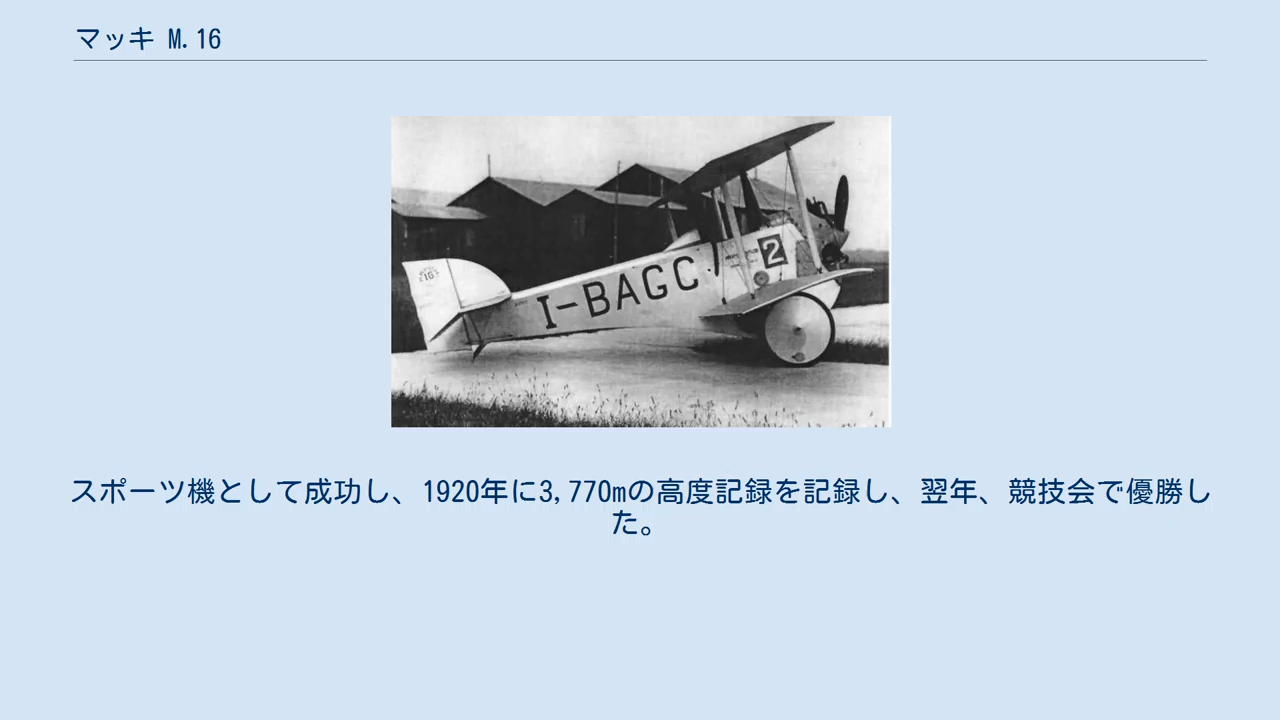 マッキ M.16
I-BAGC
2
スポーツ機として成功し、1920年に3,770mの高度記録を記録し、翌年、競技会で優勝し
た。